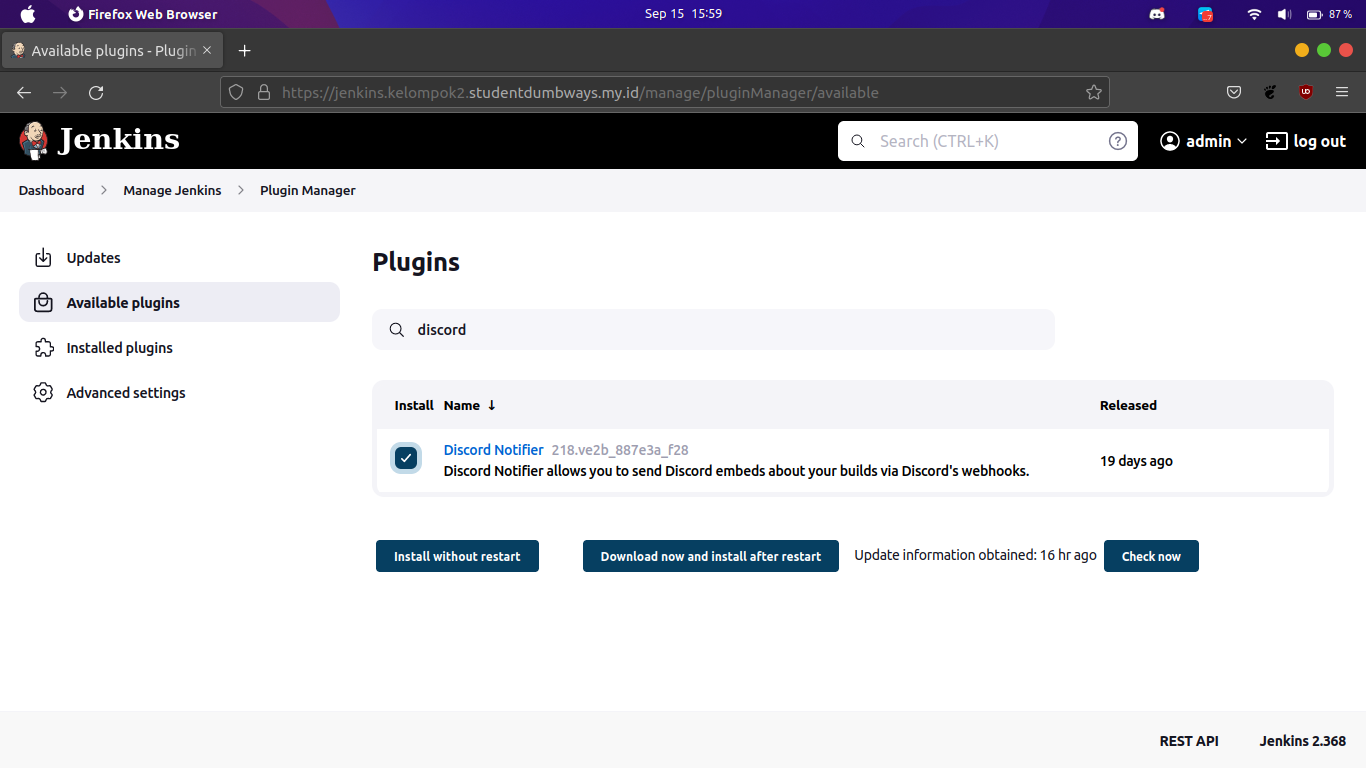 Firefox Web Browser
Sep 15 15:59
7
87 %
Available plugins - Plugin
https://jenkins.kelompok2.studentdumbways.my.id/manage/pluginManager/available
Jenkins
Search (CTRL+K)
?
admin
log out
Dashboard
Manage Jenkins
Plugin Manager
Updates
Available plugins
Installed plugins
Advanced settings
Plugins
discord
Install Name ↓ Released
Discord Notifier 218.ve2b_887e3a_f28
Discord Notifier allows you to send Discord embeds about your builds via Discord's webhooks.
19 days ago
Install without restart
Download now and install after restart
Update information obtained: 16 hr ago
Check now
REST API
Jenkins 2.368